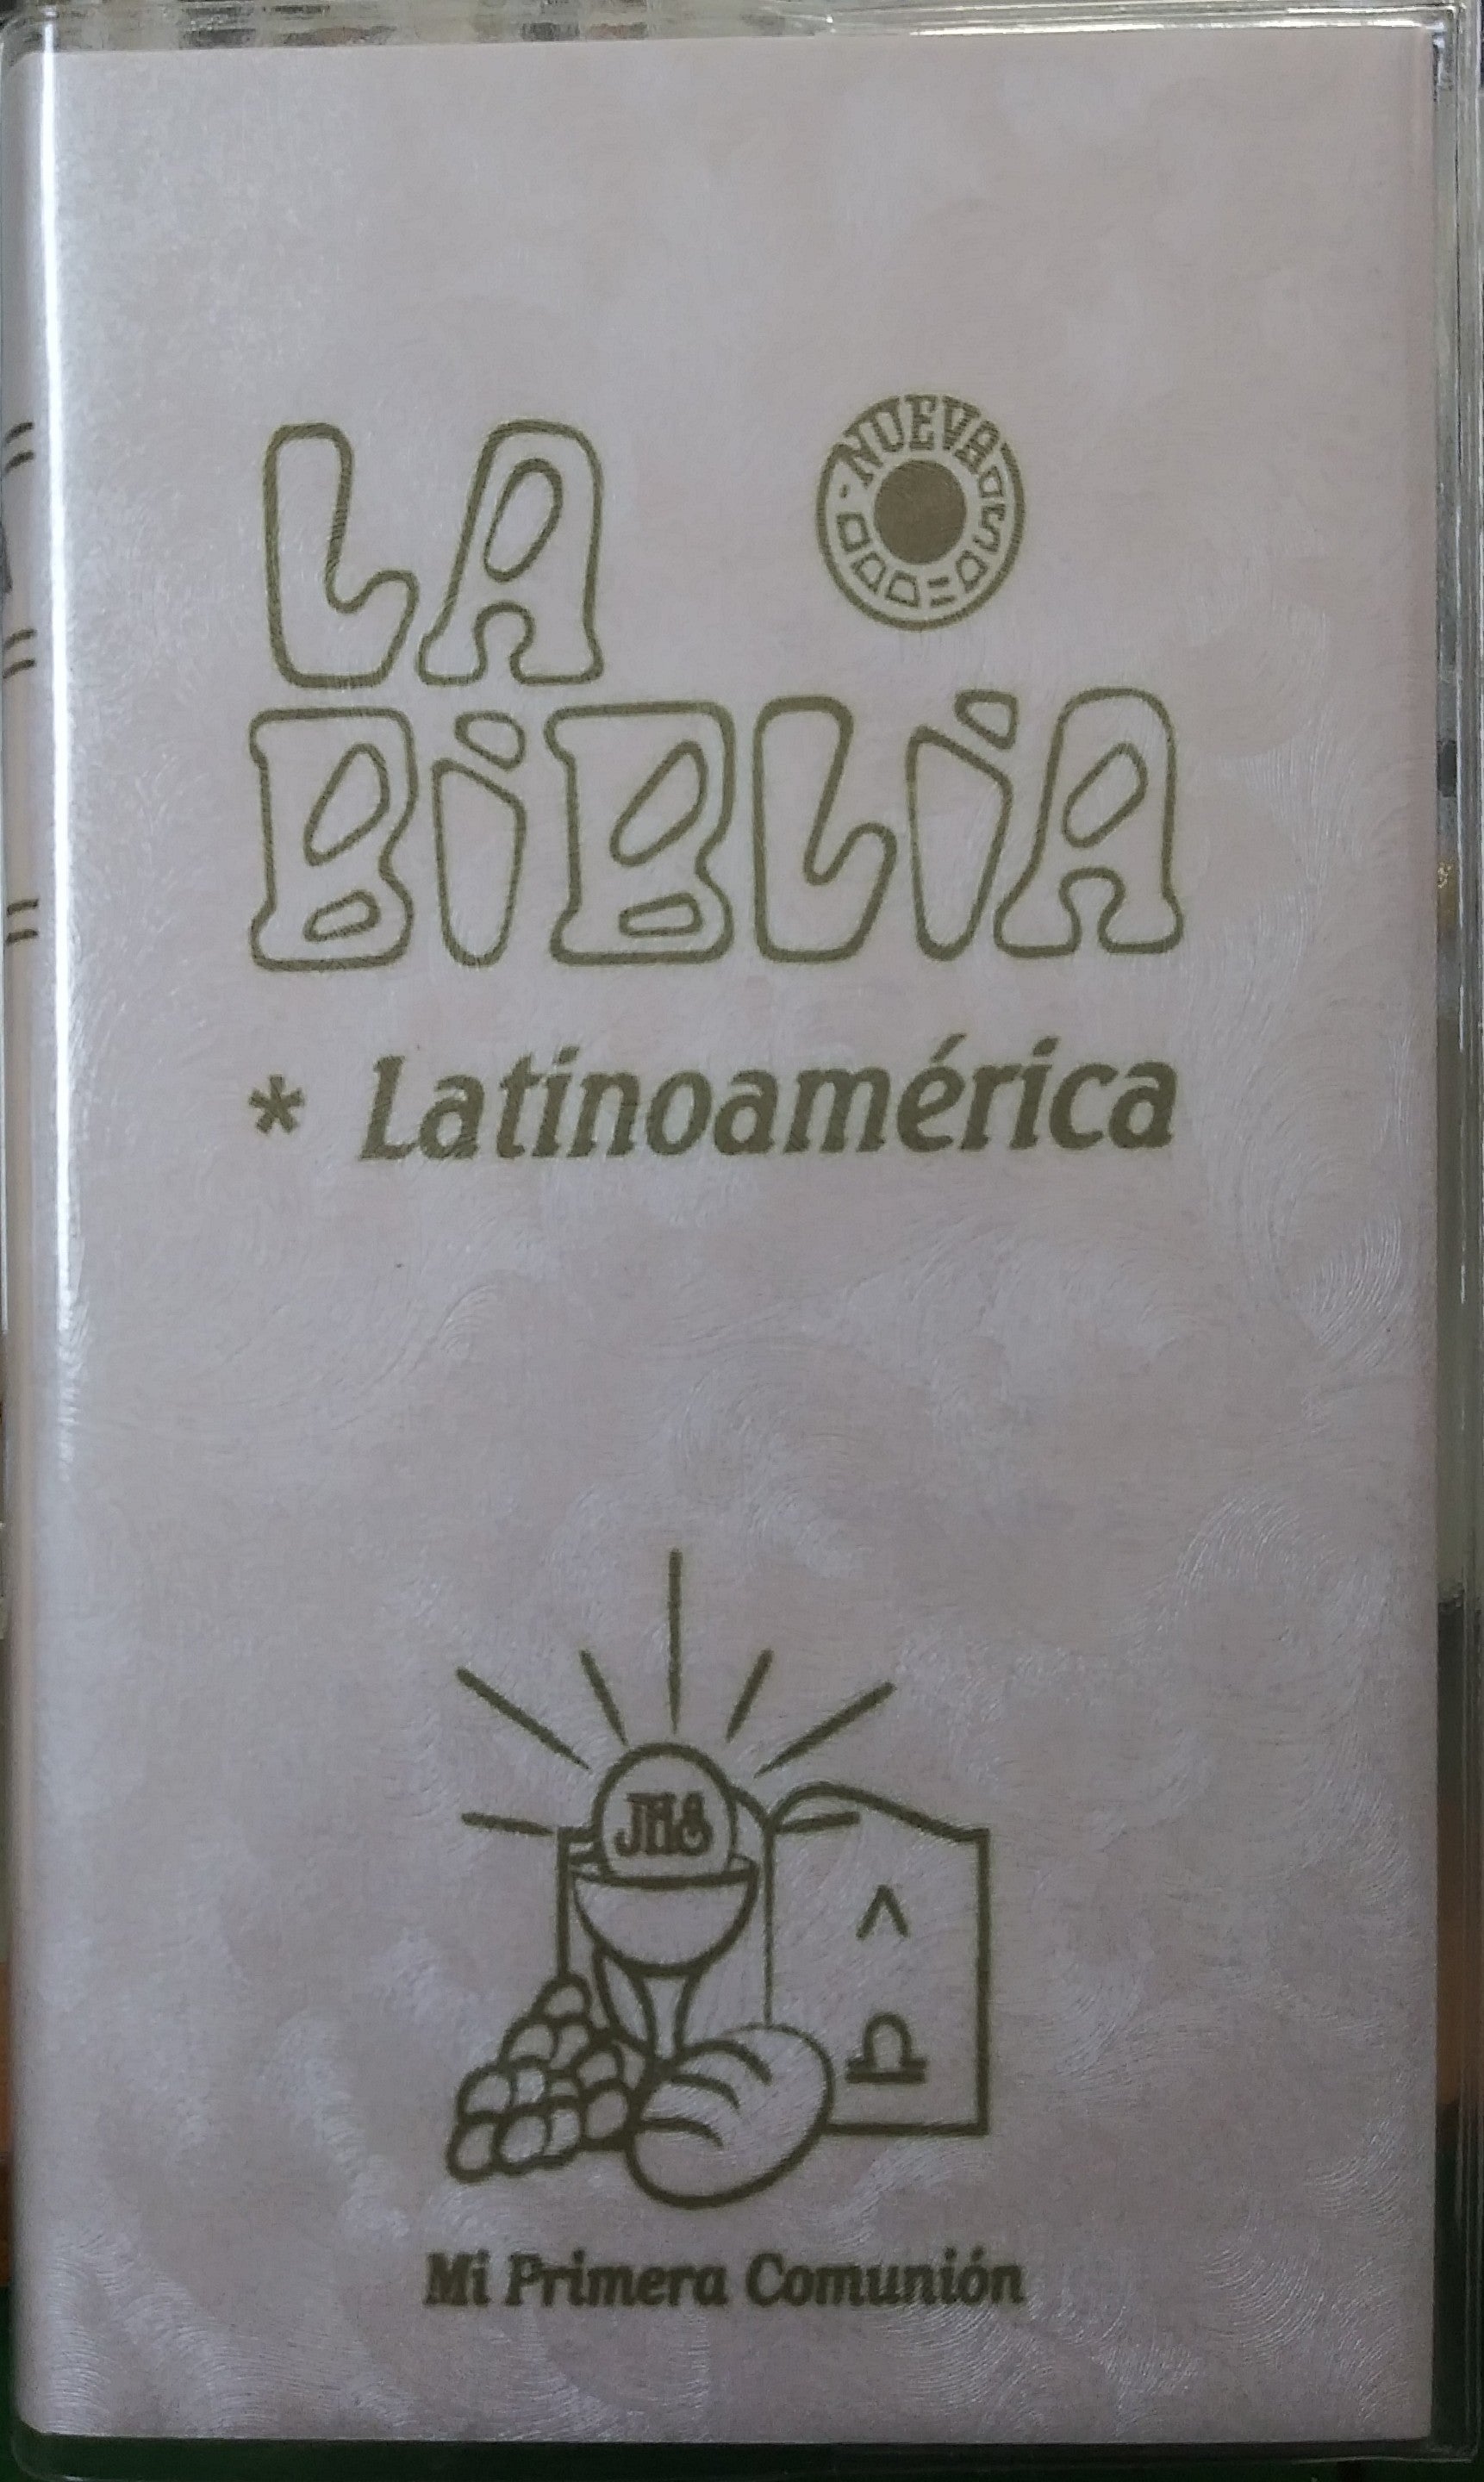 NUEVA
LA
BiBLiA
* Latinoamérica
JHS
Mi Primera Comunión